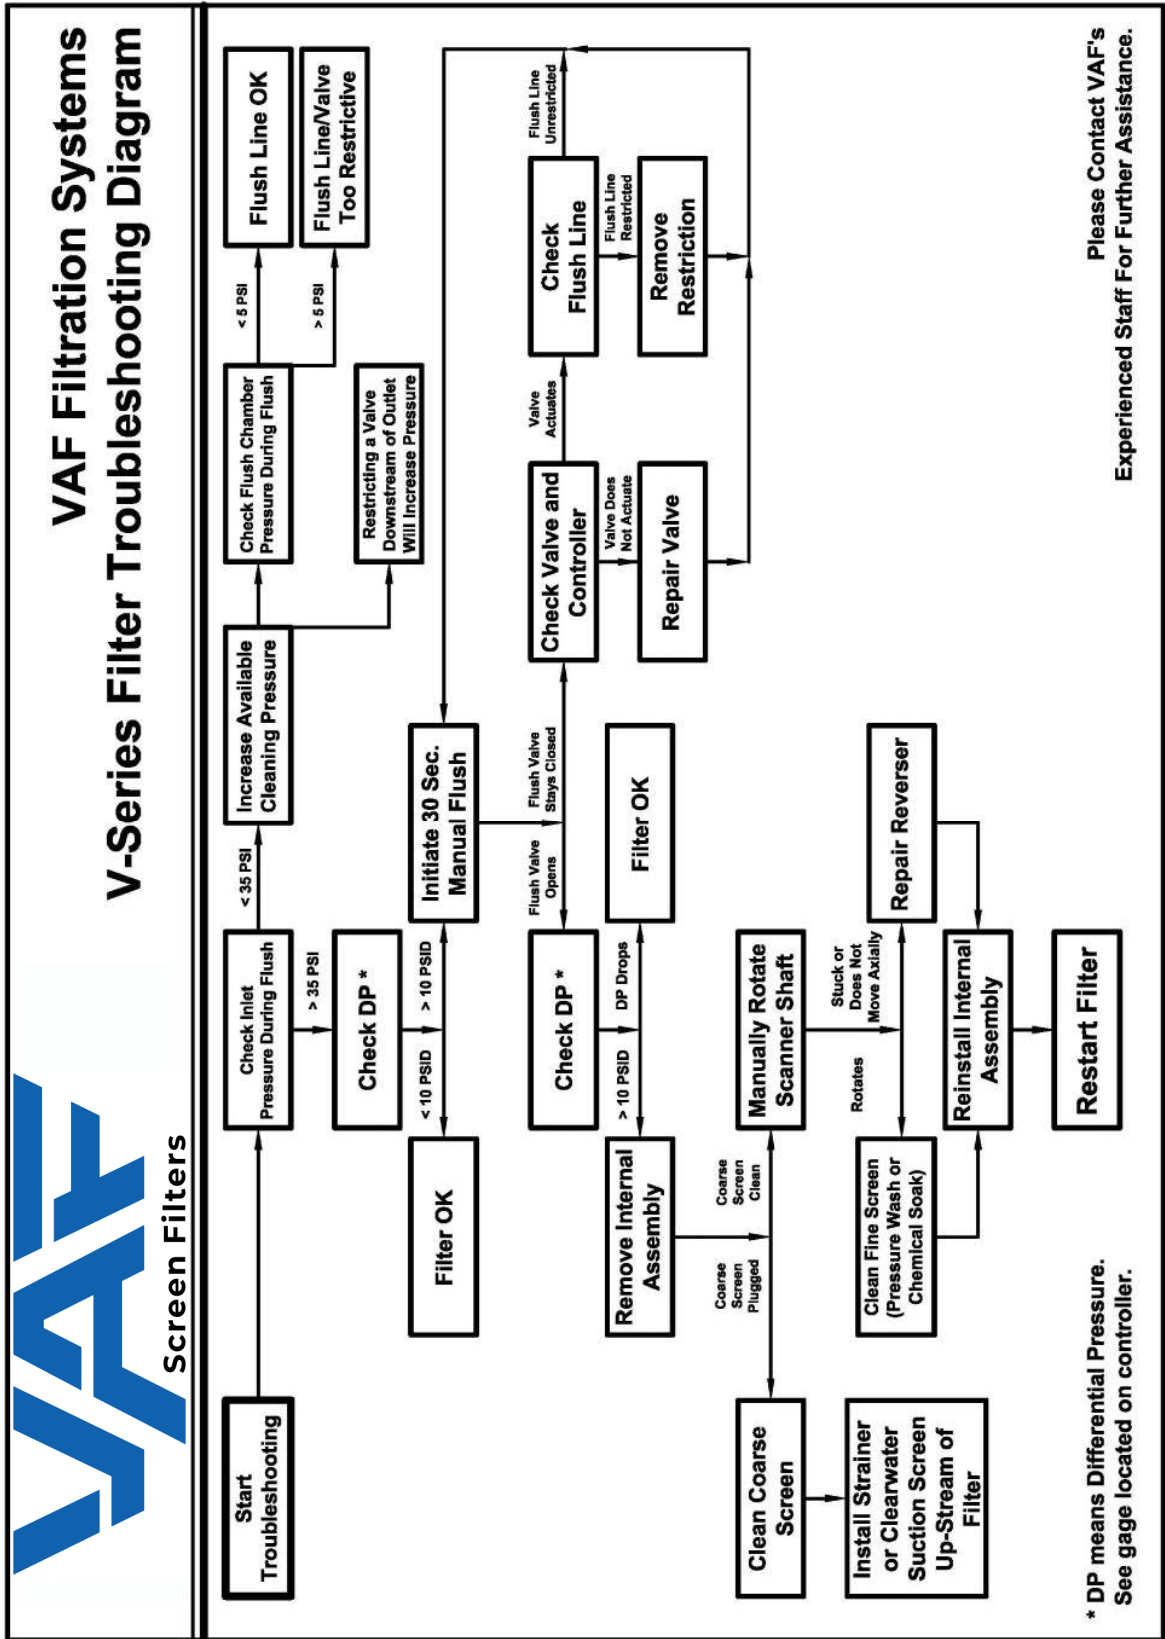 VAF
Screen Filters
VAF Filtration Systems
V-Series Filter Troubleshooting Diagram
Start
Troubleshooting
Check Inlet
Pressure During Flush
< 35 PSI
Increase Available
Cleaning Pressure
Check Flush Chamber
Pressure During Flush
< 5 PSI
Flush Line OK
> 5 PSI
Flush Line/Valve
Too Restrictive
Restricting a Valve
Downstream of Outlet
Will Increase Pressure
> 35 PSI
Check DP *
< 10 PSID
> 10 PSID
Filter OK
Initiate 30 Sec.
Manual Flush
Flush Valve
Opens
Flush Valve
Stays Closed
Check DP *
Check Valve and
Controller
Valve
Actuates
Check
Flush Line
Flush Line
Unrestricted
Valve Does
Not Actuate
Flush Line
Restricted
Repair Valve
Remove
Restriction
> 10 PSID
DP Drops
Remove Internal
Assembly
Filter OK
Coarse
Screen
Plugged
Coarse
Screen
Clean
Clean Coarse
Screen
Manually Rotate
Scanner Shaft
Rotates
Stuck or
Does Not
Move Axially
Install Strainer
or Clearwater
Suction Screen
Up-Stream of
Filter
Clean Fine Screen
(Pressure Wash or
Chemical Soak)
Repair Reverser
Reinstall Internal
Assembly
Restart Filter
* DP means Differential Pressure.
See gage located on controller.
Please Contact VAF's
Experienced Staff For Further Assistance.